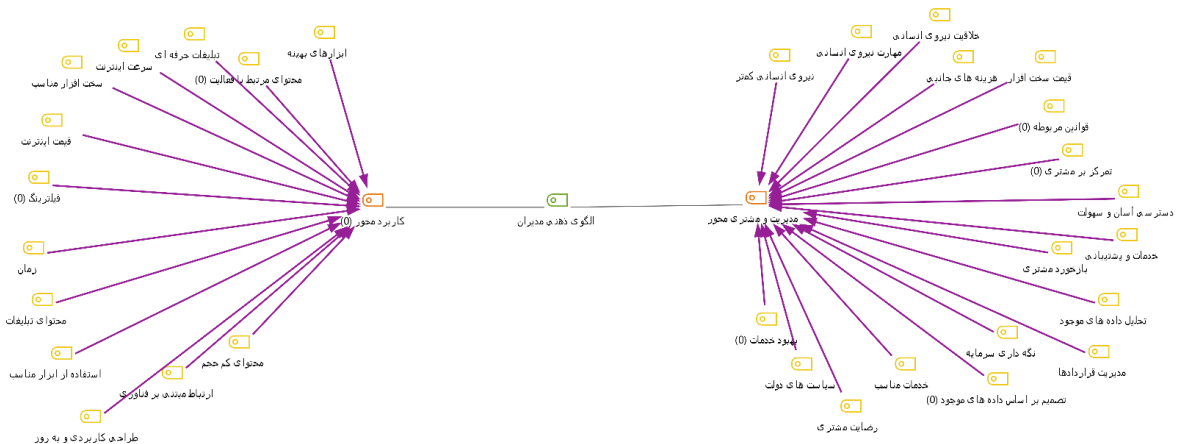 خلاقیت نیروی انسانی
مهارت نیروی انسانی
نیروی انسانی کمتر
هزینه های جانبی
قیمت سخت افزار
قوانین مربوطه (0)
تمرکز بر مشتری (0)
دسترسی آسان و سهولت
خدمات و پشتیبانی
بازخورد مشتری
تحلیل داده های موجود
نگه داری سرمایه
مدیریت قراردادها
تصمیم بر اساس داده های موجود (0)
خدمات مناسب
رضایت مشتری
سیاست های دولت
بهبود خدمات (0)
مدیریت و مشتری محور
الگوی ذهنی مدیران
کاربرد محور (0)
ابزارهای بهینه
محتوای مرتبط با فعالیت (0)
تبلیغات حرفه ای
سرعت اینترنت
سخت افزار مناسب
قیمت اینترنت
فیلترینگ (0)
زمان
محتوای تبلیغات
استفاده از ابزار مناسب
طراحی کاربردی و به روز
ارتباط مبتنی بر فناوری
محتوای کم حجم